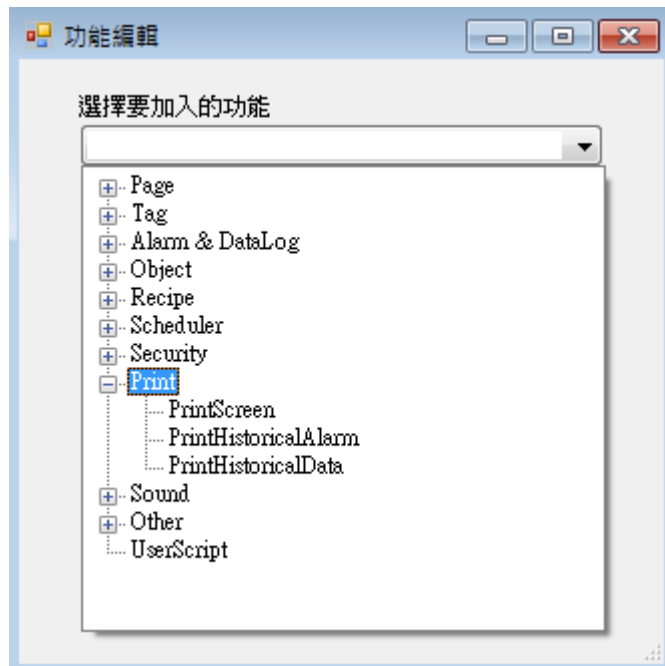 功能編輯
選擇要加入的功能
Page
Tag
Alarm & DataLog
Object
Recipe
Scheduler
Security
Print
PrintScreen
PrintHistoricalAlarm
PrintHistoricalData
Sound
Other
UserScript